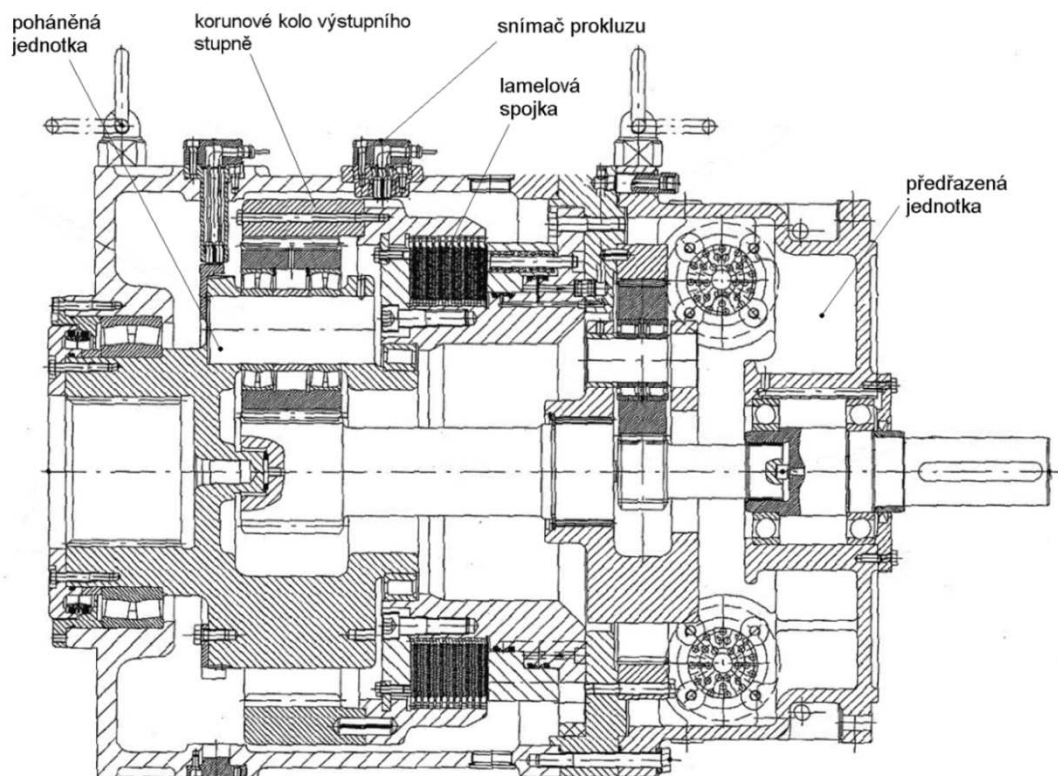 poháněná
jednotka
korunové kolo výstupního
stupně
snímač prokluzu
lamelová
spojka
předřazená
jednotka